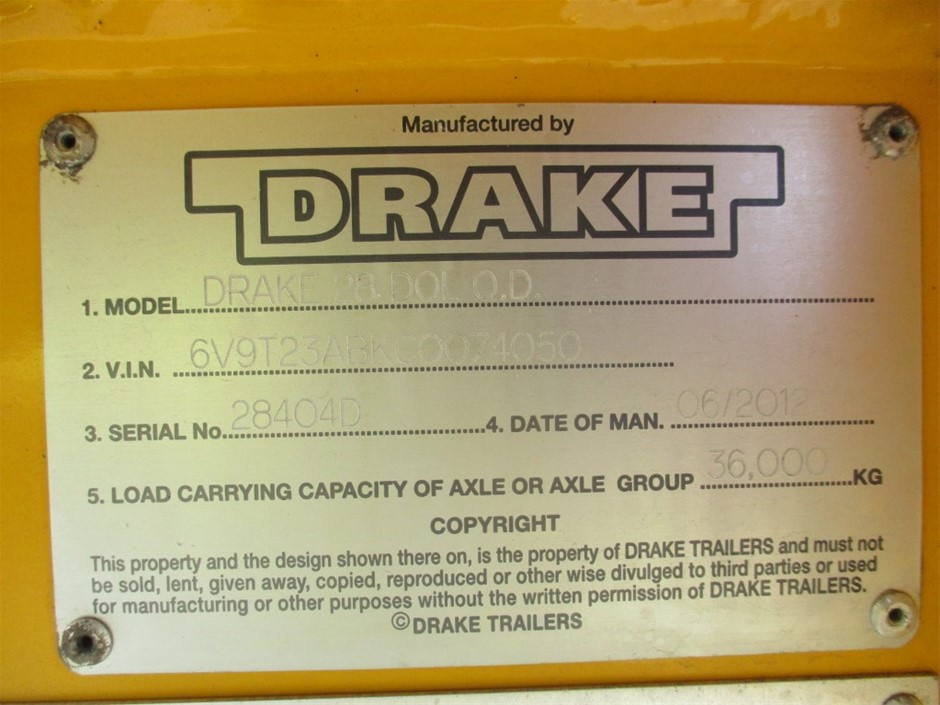 Manufactured by
DRAKE
1. MODEL DRAKE 28 DOL O.D.
2. V.I.N. 6V9T23ABKC0034050
3. SERIAL No. 28404D 4. DATE OF MAN. 06/2012
5. LOAD CARRYING CAPACITY OF AXLE OR AXLE GROUP 36,000 KG
COPYRIGHT
This property and the design shown there on, is the property of DRAKE TRAILERS and must not
be sold, lent, given away, copied, reproduced or other wise divulged to third parties or used
for manufacturing or other purposes without the written permission of DRAKE TRAILERS.
©DRAKE TRAILERS